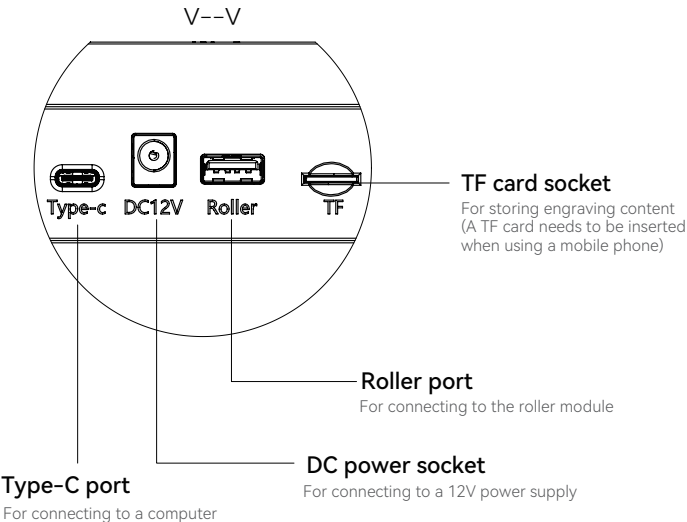 V--V
Type-c DC12V Roller TF
TF card socket
For storing engraving content
(A TF card needs to be inserted
when using a mobile phone)
Roller port
For connecting to the roller module
DC power socket
For connecting to a 12V power supply
Type-C port
For connecting to a computer